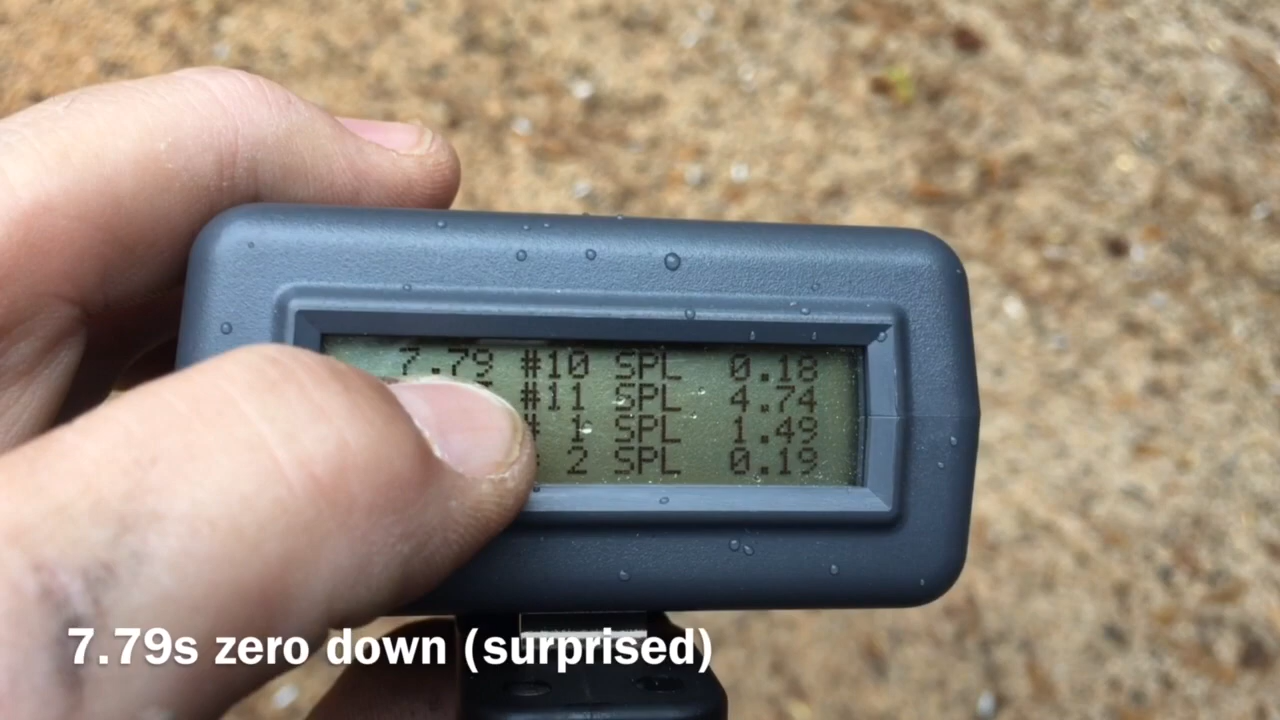 7.79 #10 SPL 0.18
#11 SPL 4.74
# 1 SPL 1.49
2 SPL 0.19
7.79s zero down (surprised)